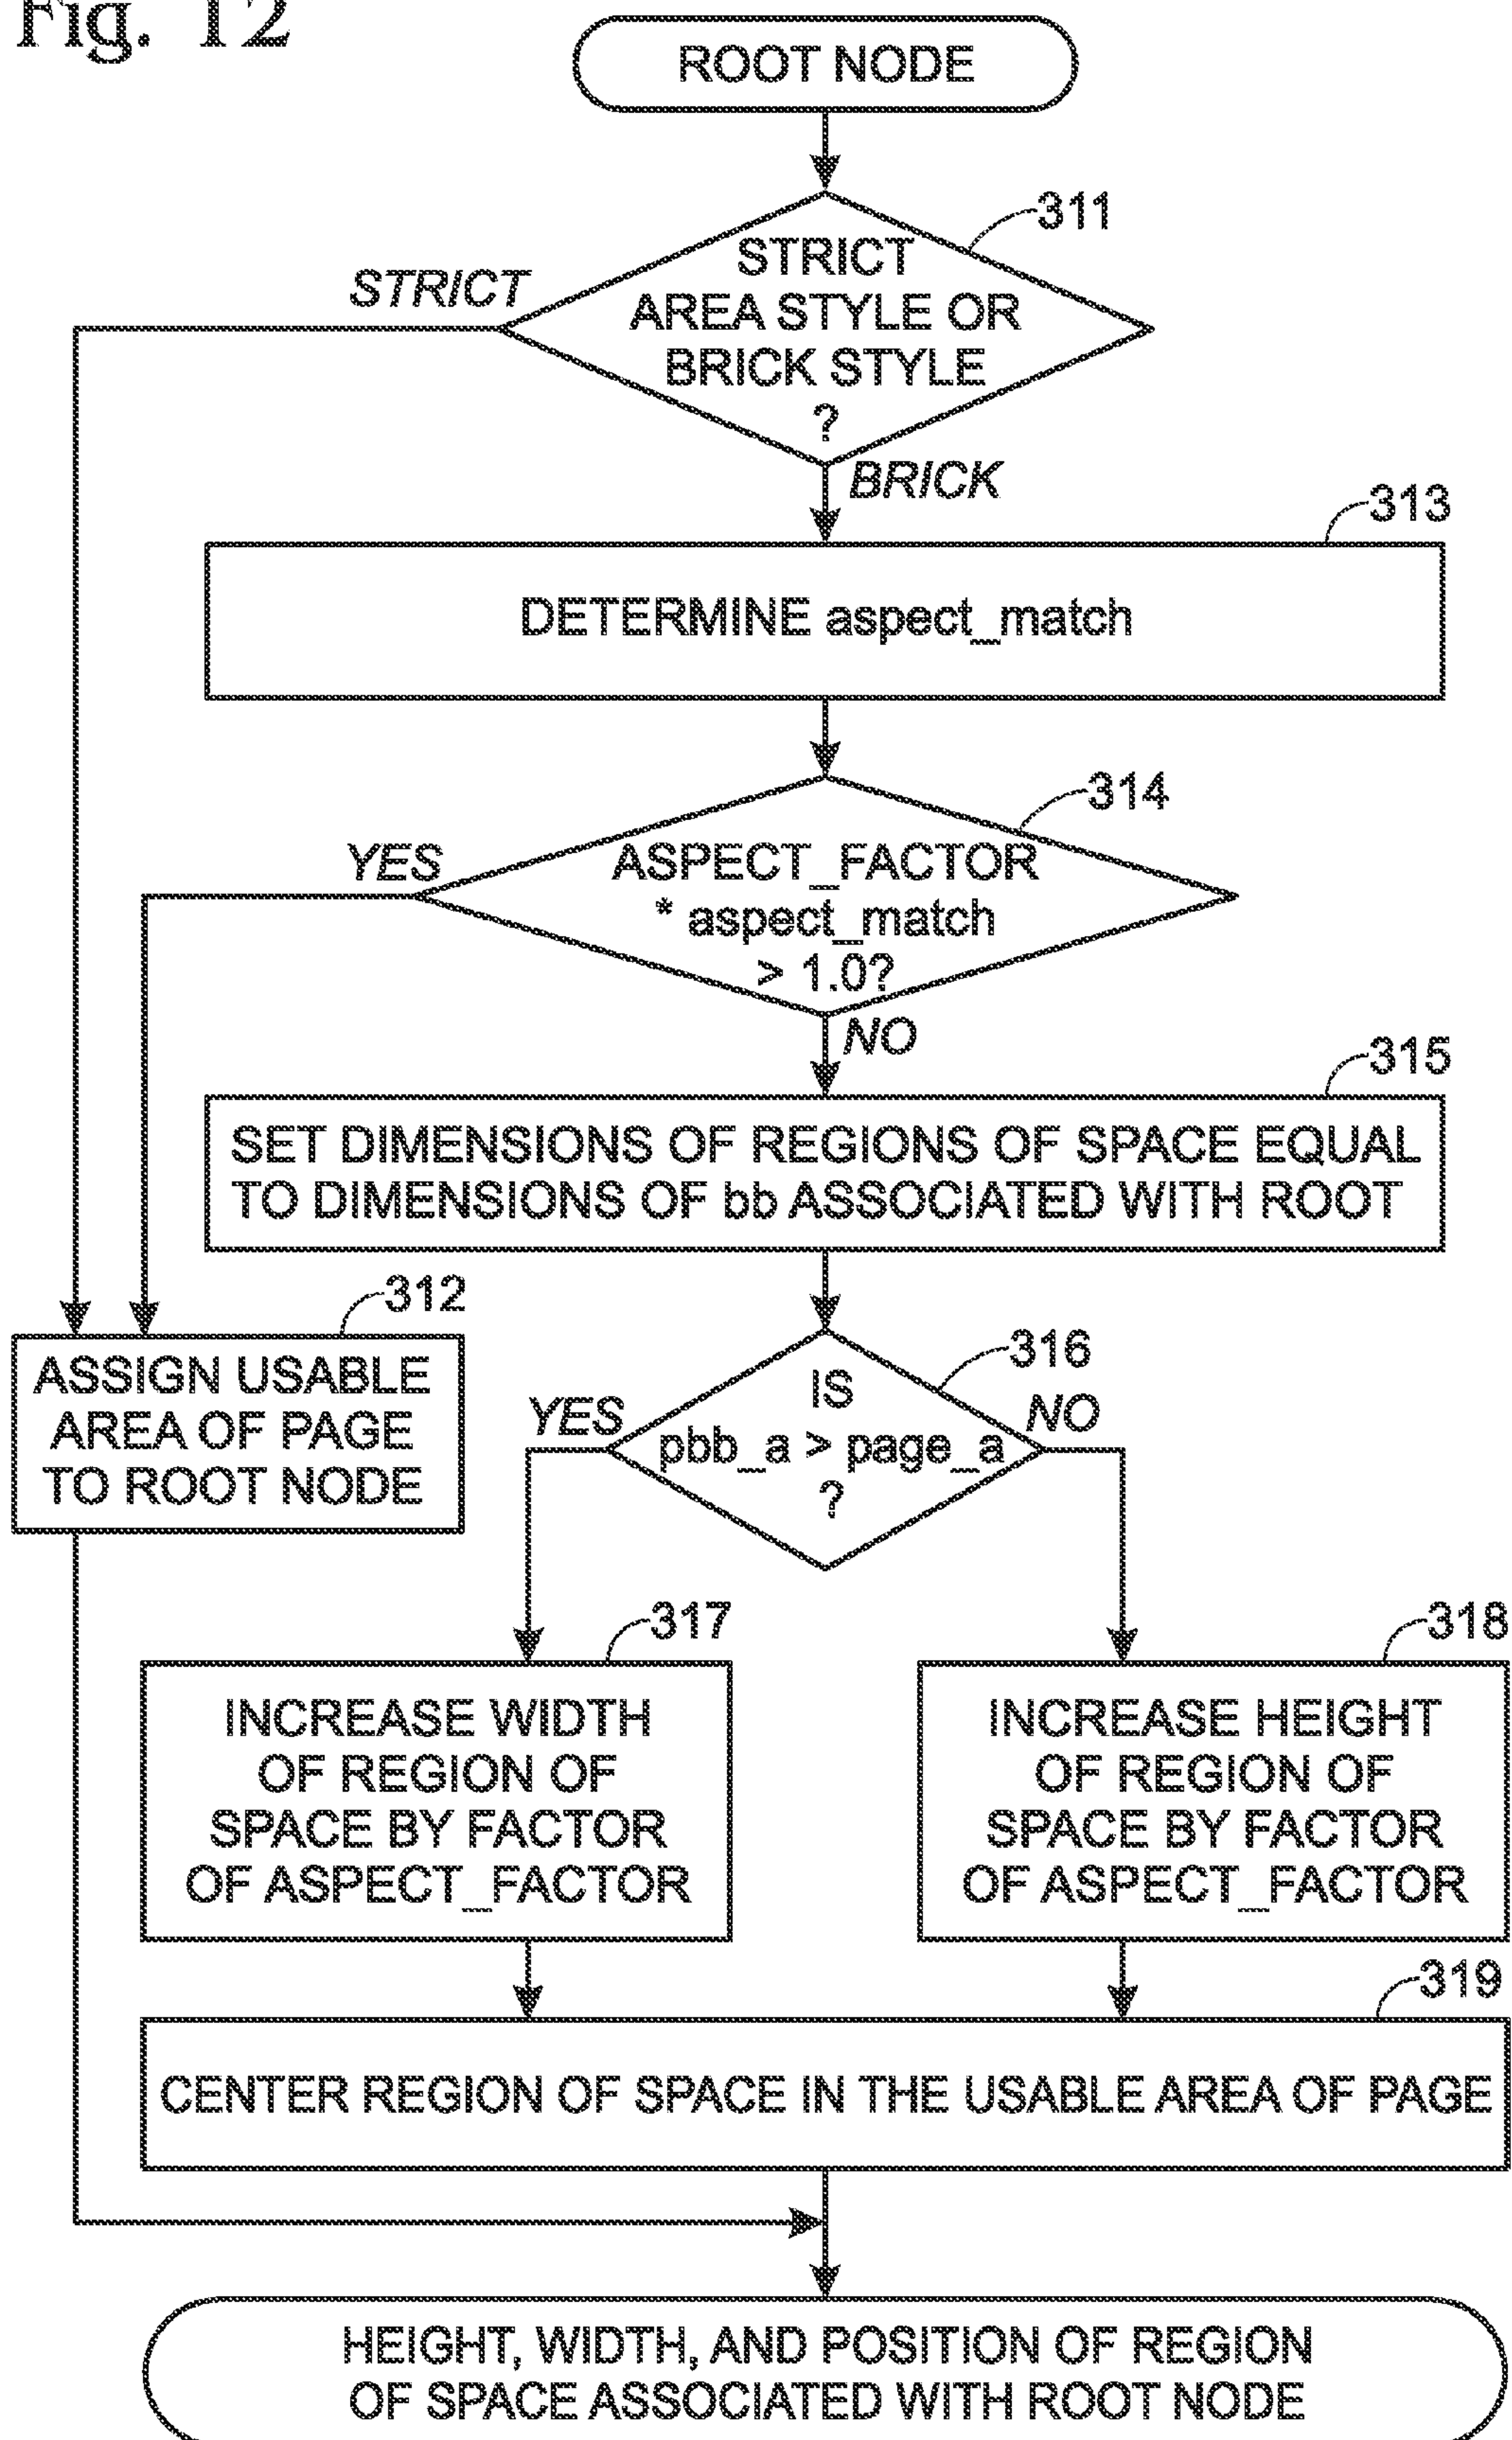 Fig. 12
ROOT NODE
311
STRICT
STRICT
AREA STYLE OR
BRICK STYLE
?
BRICK
313
DETERMINE aspect_match
314
YES
ASPECT_FACTOR
* aspect_match
> 1.0?
NO
315
SET DIMENSIONS OF REGIONS OF SPACE EQUAL
TO DIMENSIONS OF bb ASSOCIATED WITH ROOT
312
ASSIGN USABLE
AREA OF PAGE
TO ROOT NODE
316
YES
IS
pbb_a > page_a
?
NO
317
INCREASE WIDTH
OF REGION OF
SPACE BY FACTOR
OF ASPECT_FACTOR
318
INCREASE HEIGHT
OF REGION OF
SPACE BY FACTOR
OF ASPECT_FACTOR
319
CENTER REGION OF SPACE IN THE USABLE AREA OF PAGE
HEIGHT, WIDTH, AND POSITION OF REGION
OF SPACE ASSOCIATED WITH ROOT NODE